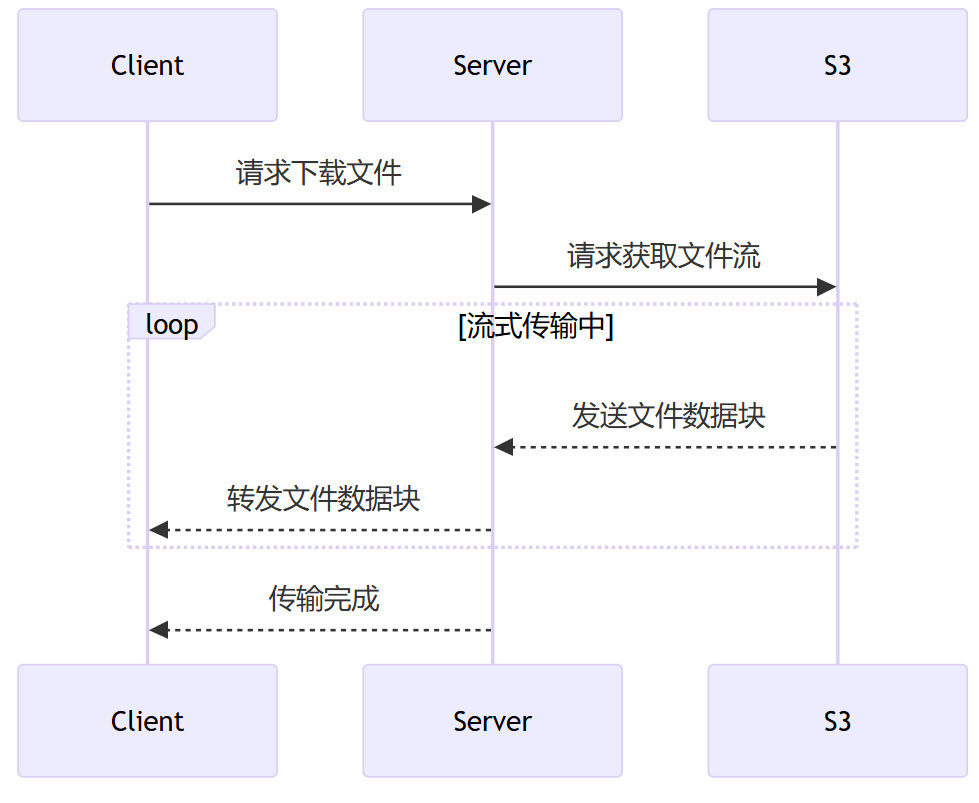 Client
Server
S3
请求下载文件
请求获取文件流
loop
[流式传输中]
发送文件数据块
转发文件数据块
传输完成
Client
Server
S3